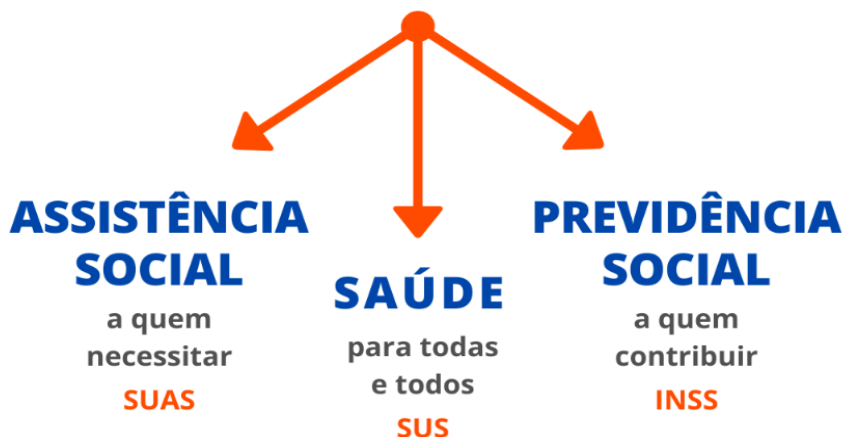 ASSISTÊNCIA
SOCIAL
a quem
necessitar
SUAS
SAÚDE
para todas
e todos
SUS
PREVIDÊNCIA
SOCIAL
a quem
contribuir
INSS